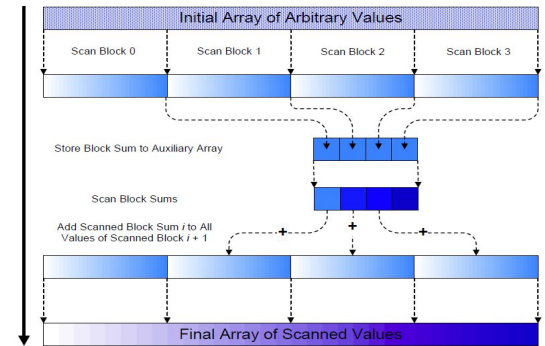 Initial Array of Arbitrary Values
Scan Block 0
Scan Block 1
Scan Block 2
Scan Block 3
Store Block Sum to Auxiliary Array
Scan Block Sums
Add Scanned Block Sum i to All
Values of Scanned Block i + 1
+
+
+
Final Array of Scanned Values